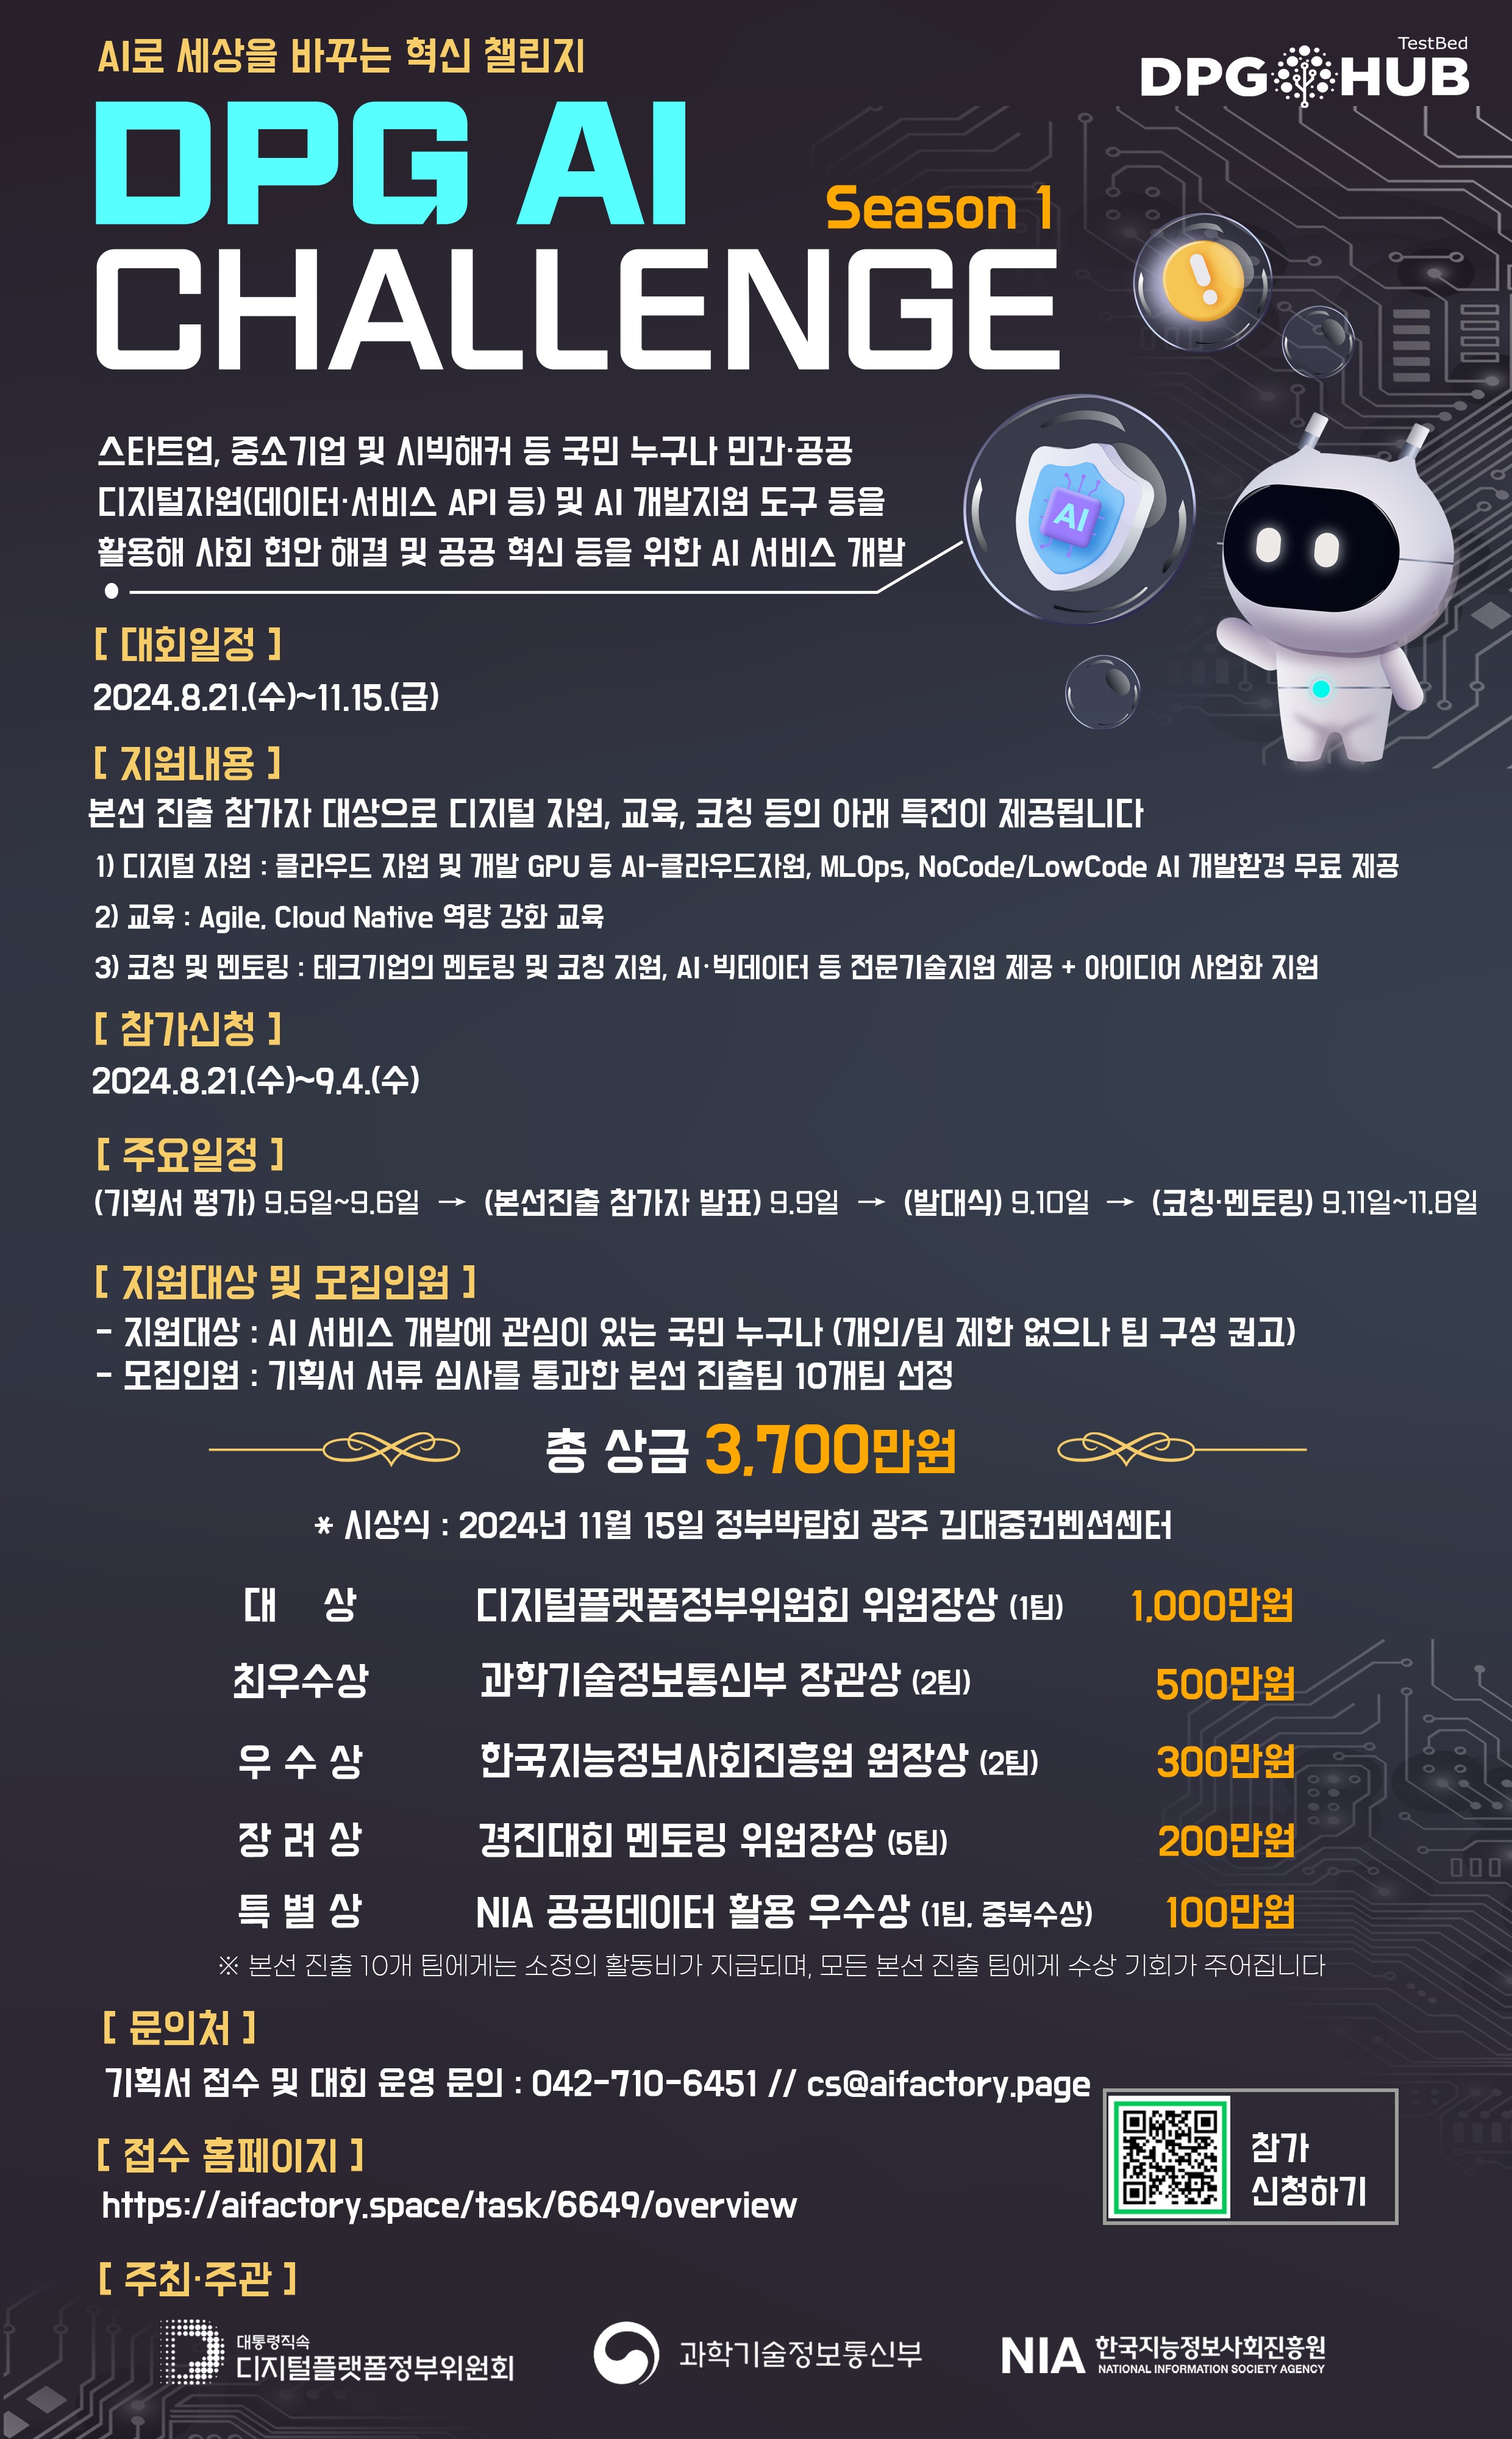 AI로 세상을 바꾸는 혁신 챌린지
TestBed
DPG HUB
DPG AI
Season 1
CHALLENGE
스타트업, 중소기업 및 시빅해커 등 국민 누구나 민간·공공
디지털자원(데이터·서비스 API 등) 및 AI 개발지원 도구 등을
활용해 사회 현안 해결 및 공공 혁신 등을 위한 AI 서비스 개발
AI
[ 대회일정 ]
2024.8.21.(수)~11.15.(금)
[ 지원내용 ]
본선 진출 참가자 대상으로 디지털 자원, 교육, 코칭 등의 아래 특전이 제공됩니다
1) 디지털 자원 : 클라우드 자원 및 개발 GPU 등 AI-클라우드자원, MLOps, NoCode/LowCode AI 개발환경 무료 제공
2) 교육 : Agile, Cloud Native 역량 강화 교육
3) 코칭 및 멘토링 : 테크기업의 멘토링 및 코칭 지원, AI·빅데이터 등 전문기술지원 제공 + 아이디어 사업화 지원
[ 참가신청 ]
2024.8.21.(수)~9.4.(수)
[ 주요일정 ]
(기획서 평가) 9.5일~9.6일 → (본선진출 참가자 발표) 9.9일 → (발대식) 9.10일 → (코칭·멘토링) 9.11일~11.8일
[ 지원대상 및 모집인원 ]
- 지원대상 : AI 서비스 개발에 관심이 있는 국민 누구나 (개인/팀 제한 없으나 팀 구성 권고)
- 모집인원 : 기획서 서류 심사를 통과한 본선 진출팀 10개팀 선정
총 상금 3,700만원
* 시상식 : 2024년 11월 15일 정부박람회 광주 김대중컨벤션센터
대 상 디지털플랫폼정부위원회 위원장상 (1팀) 1,000만원
최우수상 과학기술정보통신부 장관상 (2팀) 500만원
우 수 상 한국지능정보사회진흥원 원장상 (2팀) 300만원
장 려 상 경진대회 멘토링 위원장상 (5팀) 200만원
특 별 상 NIA 공공데이터 활용 우수상 (1팀, 중복수상) 100만원
※ 본선 진출 10개 팀에게는 소정의 활동비가 지급되며, 모든 본선 진출 팀에게 수상 기회가 주어집니다
[ 문의처 ]
기획서 접수 및 대회 운영 문의 : 042-710-6451 // cs@aifactory.page
[ 접수 홈페이지 ]
https://aifactory.space/task/6649/overview
참가
신청하기
[ 주최·주관 ]
대통령직속
디지털플랫폼정부위원회
과학기술정보통신부
NIA 한국지능정보사회진흥원
NATIONAL INFORMATION SOCIETY AGENCY